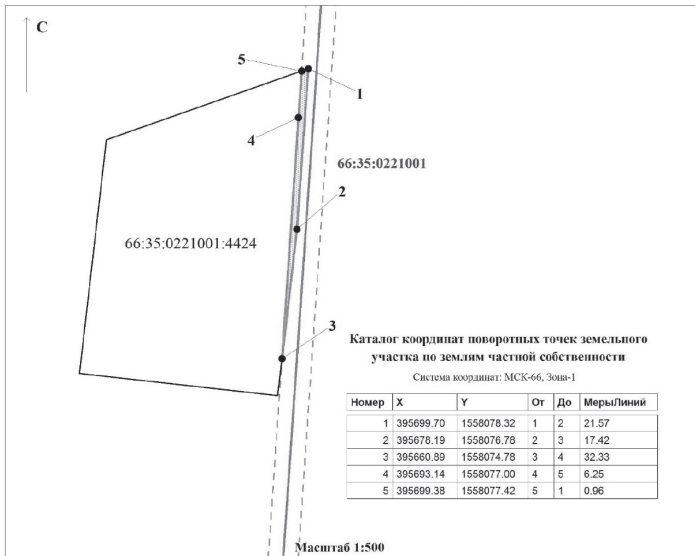 С
5
1
4
66:35:0221001
2
66:35:0221001:4424
3
Каталог координат поворотных точек земельного
участка по землям частной собственности
Система координат: МСК-66, Зона-1
Номер X Y От До МерыЛиний
1 395699.70 1558078.32 1 2 21.57
2 395678.19 1558076.78 2 3 17.42
3 395660.89 1558074.78 3 4 32.33
4 395693.14 1558077.00 4 5 6.25
5 395699.38 1558077.42 5 1 0.96
Масштаб 1:500